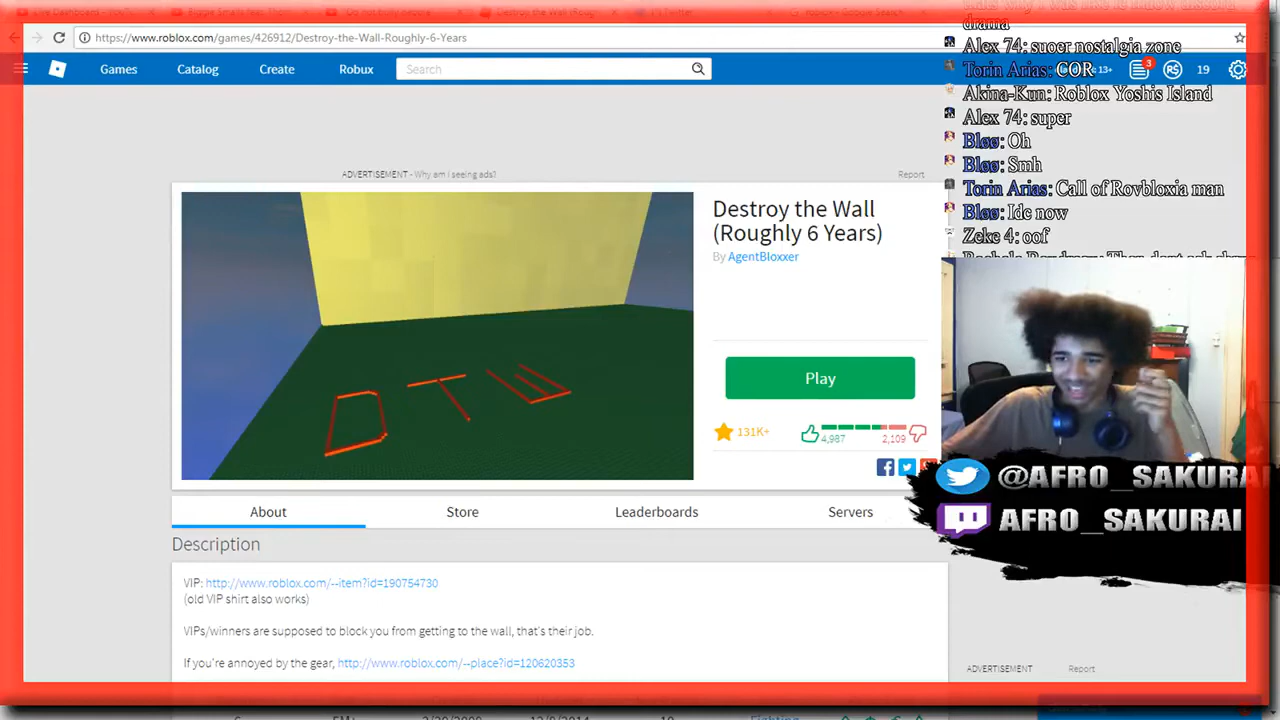 https://www.roblox.com/games/426912/Destroy-the-Wall-Roughly-6-Years
Games
Catalog
Create
Robux
Search
13+
3
19
drama
Alex 74: suoer nostalgia zone
Torin Arias: COR
Akina-Kun: Roblox Yoshis Island
Alex 74: super
Bløø: Oh
Bløø: Smh
Torin Arias: Call of Rovbloxia man
Bløø: Idc now
Zeke 4: oof
ADVERTISEMENT - Why am I seeing ads?
Report
DTW
Destroy the Wall
(Roughly 6 Years)
By AgentBloxxer
Play
131K+
4,987
2,109
@AFRO_SAKURAI
AFRO_SAKURAI
About
Store
Leaderboards
Servers
Description
VIP: http://www.roblox.com/--item?id=190754730
(old VIP shirt also works)
VIPs/winners are supposed to block you from getting to the wall, that's their job.
If you're annoyed by the gear, http://www.roblox.com/--place?id=120620353
ADVERTISEMENT
Report